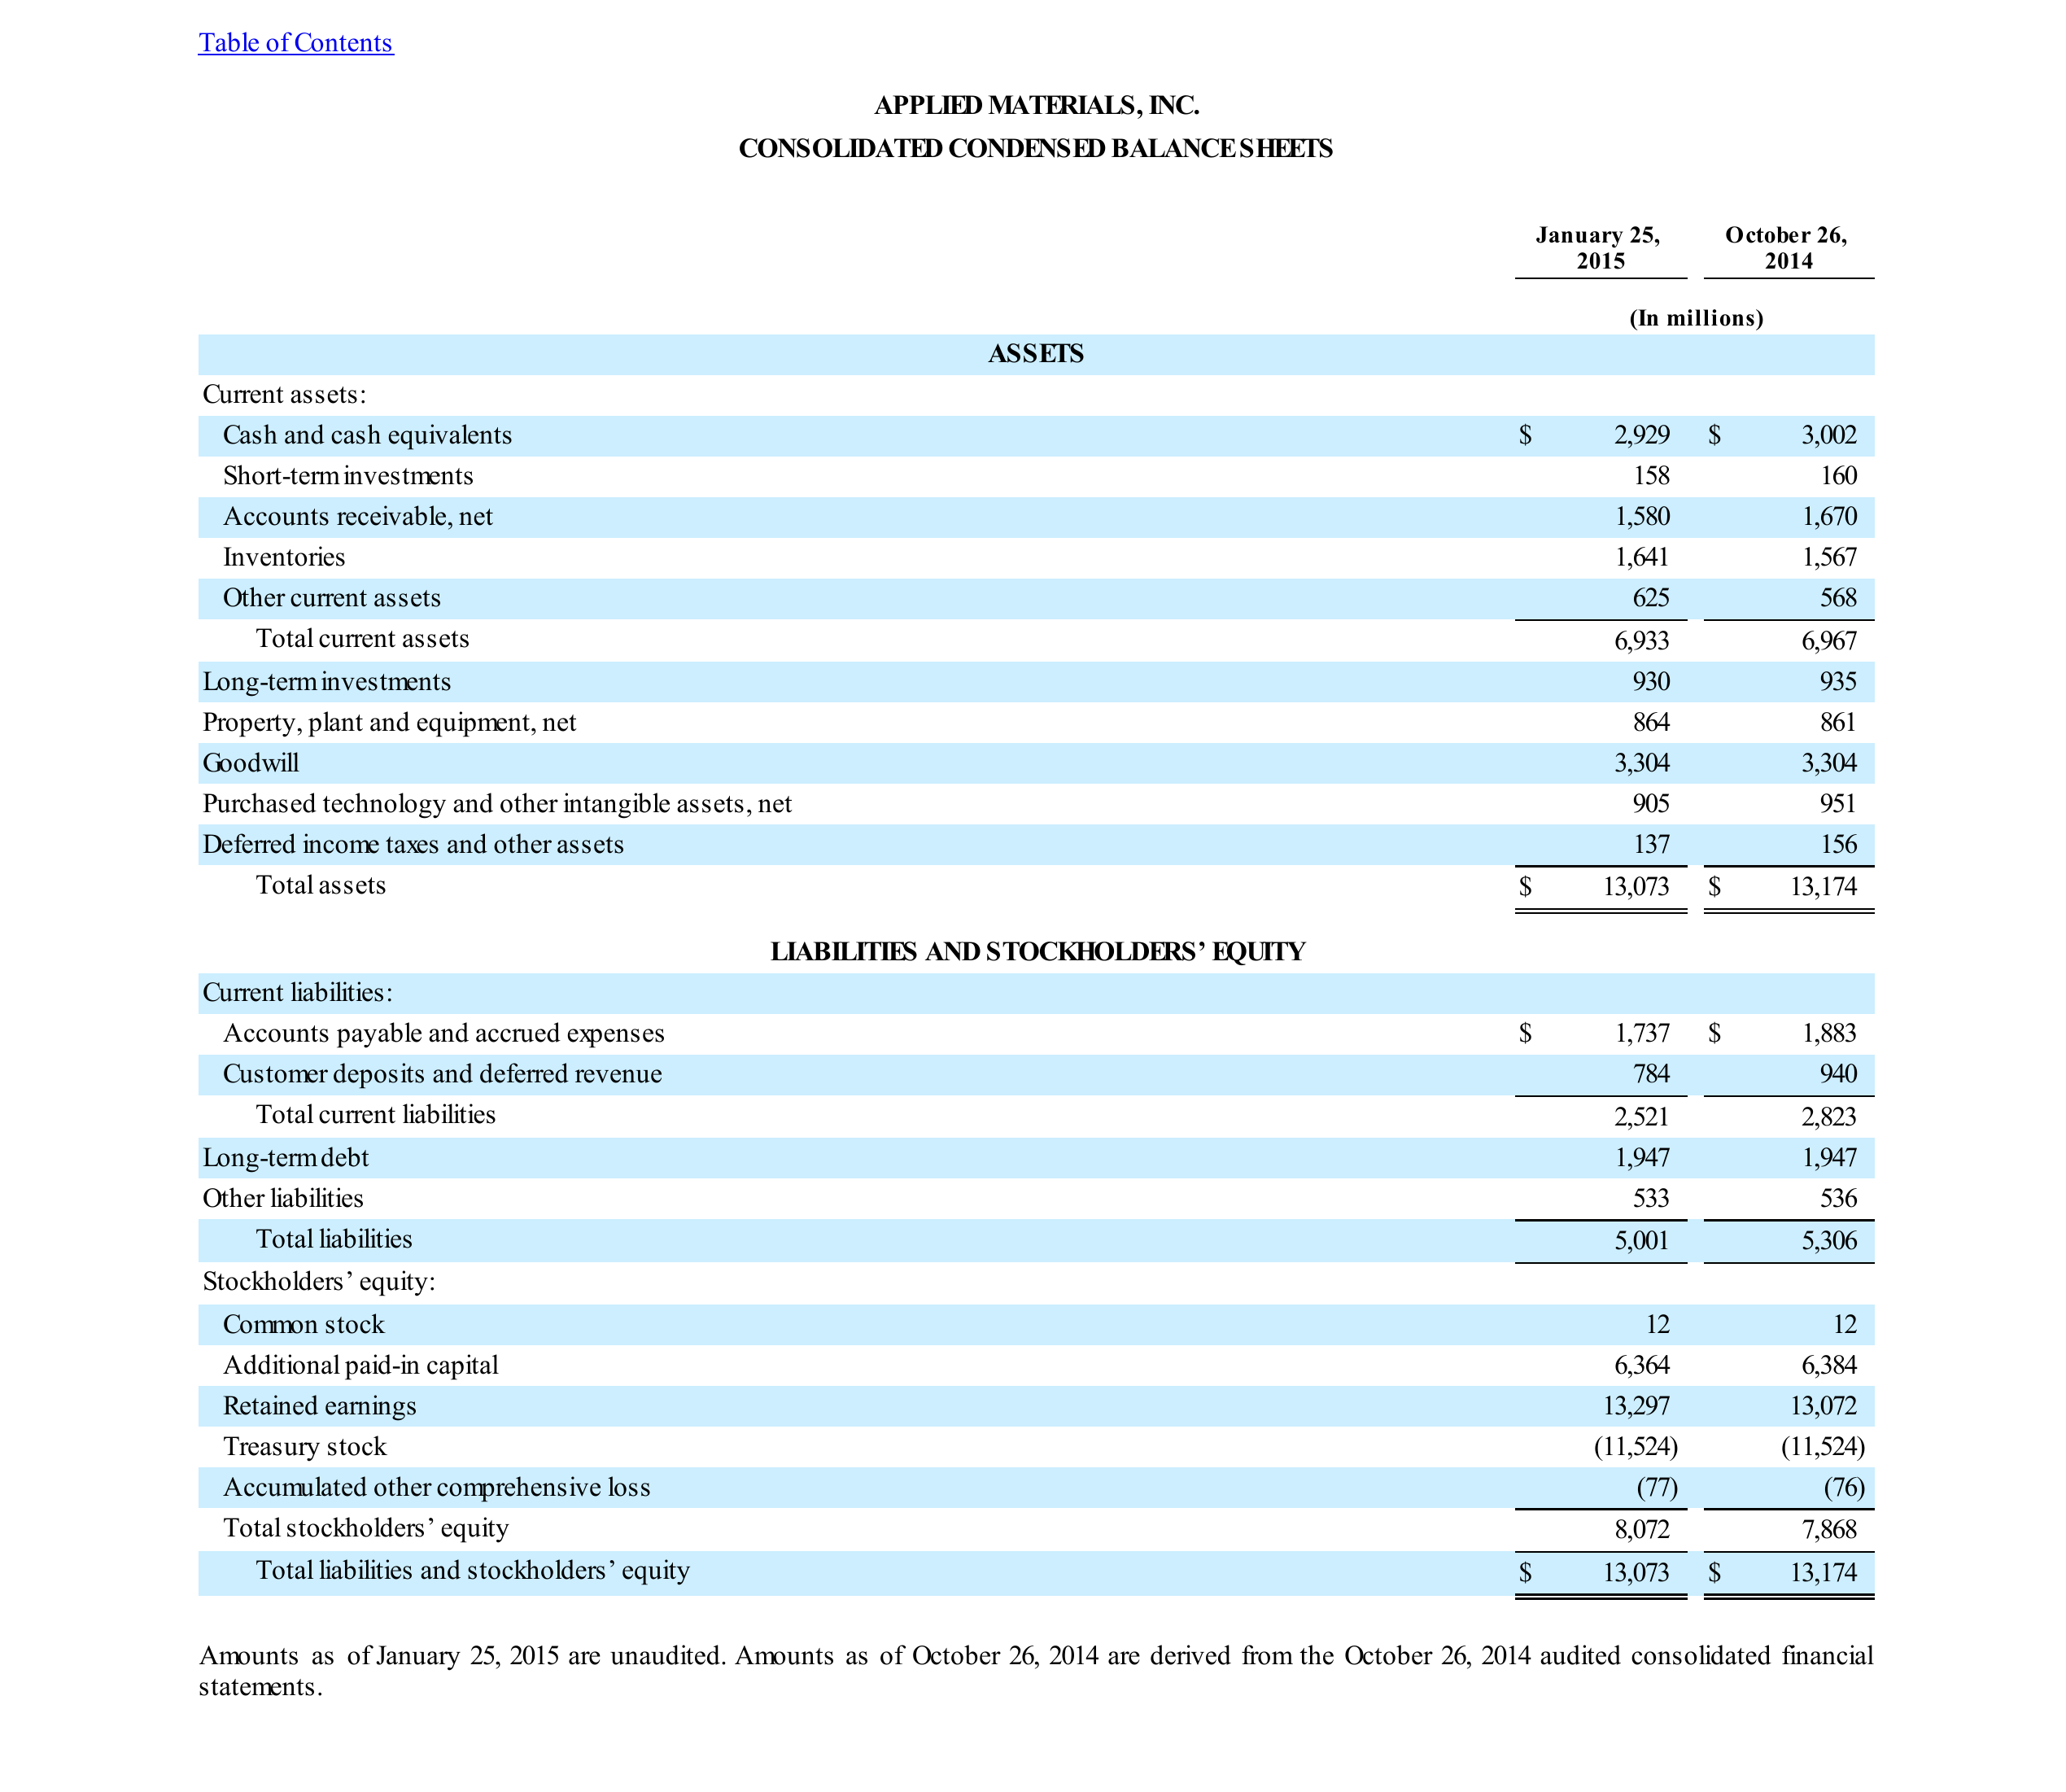 Table of Contents
APPLIED MATERIALS, INC.
CONSOLIDATED CONDENSED BALANCE SHEETS
January 25, 2015 October 26, 2014
(In millions)
ASSETS
Current assets:
Cash and cash equivalents $ 2,929 $ 3,002
Short-term investments 158 160
Accounts receivable, net 1,580 1,670
Inventories 1,641 1,567
Other current assets 625 568
Total current assets 6,933 6,967
Long-term investments 930 935
Property, plant and equipment, net 864 861
Goodwill 3,304 3,304
Purchased technology and other intangible assets, net 905 951
Deferred income taxes and other assets 137 156
Total assets $ 13,073 $ 13,174
LIABILITIES AND STOCKHOLDERS’ EQUITY
Current liabilities:
Accounts payable and accrued expenses $ 1,737 $ 1,883
Customer deposits and deferred revenue 784 940
Total current liabilities 2,521 2,823
Long-term debt 1,947 1,947
Other liabilities 533 536
Total liabilities 5,001 5,306
Stockholders’ equity:
Common stock 12 12
Additional paid-in capital 6,364 6,384
Retained earnings 13,297 13,072
Treasury stock (11,524) (11,524)
Accumulated other comprehensive loss (77) (76)
Total stockholders’ equity 8,072 7,868
Total liabilities and stockholders’ equity $ 13,073 $ 13,174
Amounts as of January 25, 2015 are unaudited. Amounts as of October 26, 2014 are derived from the October 26, 2014 audited consolidated financial
statements.